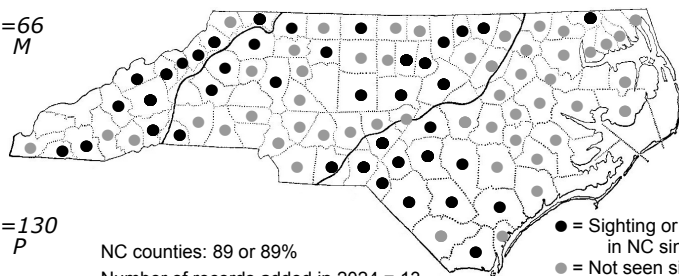 =66
M
=130
P
NC counties: 89 or 89%
● = Sighting or
in NC sin
● = Not seen si